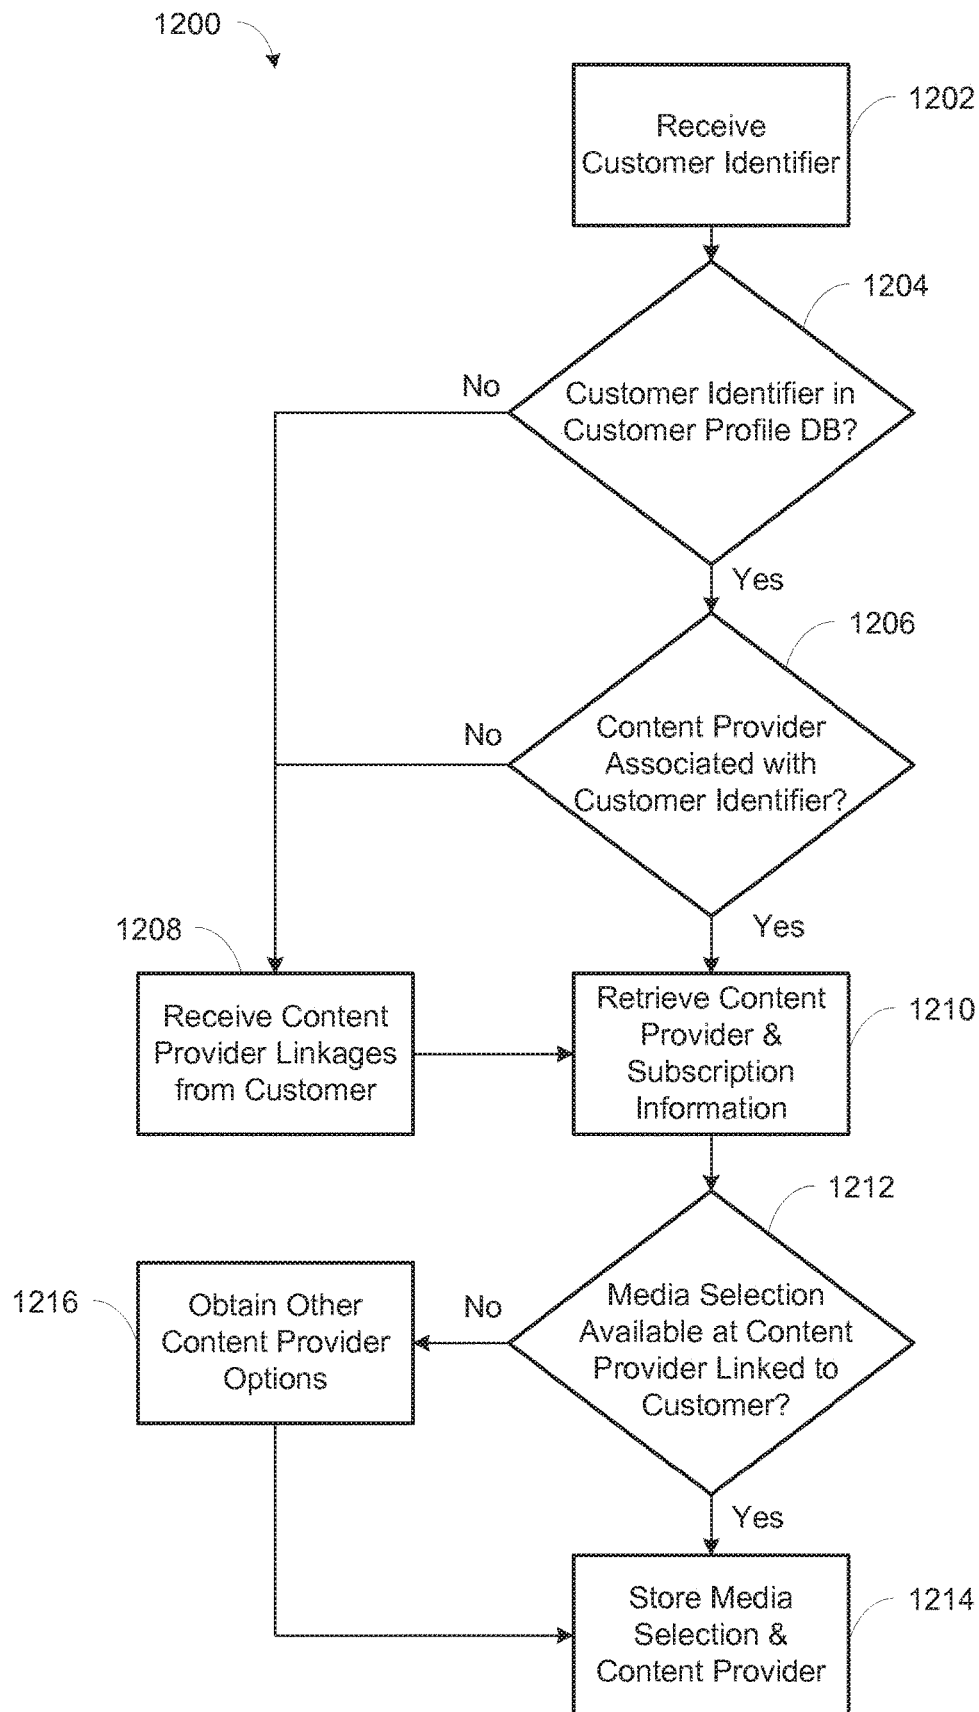 1200
1202
Receive
Customer Identifier
1204
No
Customer Identifier in
Customer Profile DB?
Yes
1206
No
Content Provider
Associated with
Customer Identifier?
Yes
1208
Receive Content
Provider Linkages
from Customer
Retrieve Content
Provider &
Subscription
Information
1210
1212
1216
Obtain Other
Content Provider
Options
No
Media Selection
Available at Content
Provider Linked to
Customer?
Yes
Store Media
Selection &
Content Provider
1214